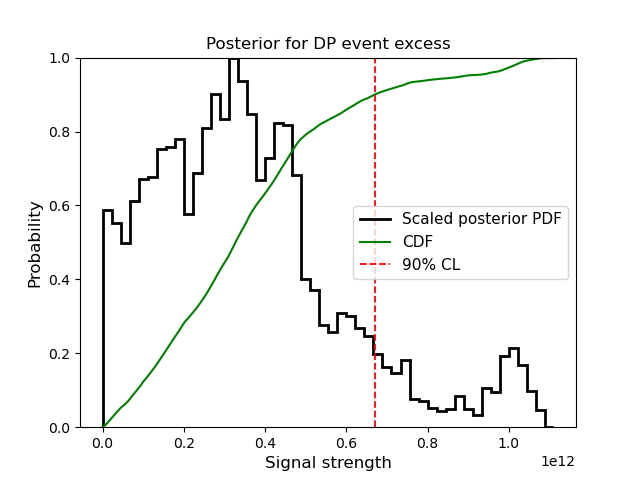 Posterior for DP event excess
1.0
0.8
0.6
0.4
0.2
0.0
Probability
Scaled posterior PDF
CDF
90% CL
0.0 0.2 0.4 0.6 0.8 1.0
1e12
Signal strength